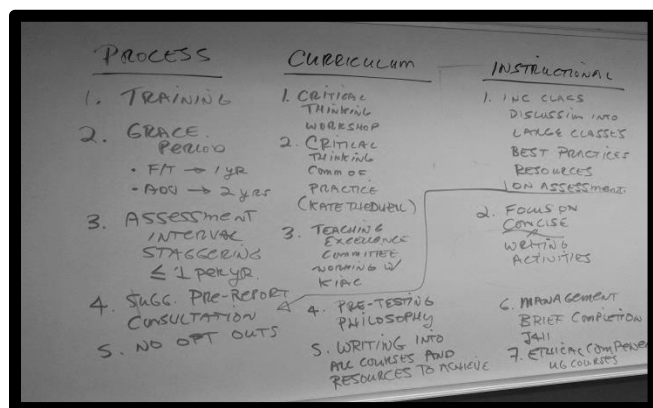 PROCESS
1. TRAINING
2. GRACE
PERIOD
• F/T → 1 YR
• ADJ → 2 YRS
3. ASSESSMENT
INTERVAL
STAGGERING
≤ 1 PER YR.
4. SUGG. PRE-REPORT
CONSULTATION
5. NO OPT OUTS
CURRICULUM
1. CRITICAL
THINKING
WORKSHOP
2. CRITICAL
THINKING
COMM OF
PRACTICE
(KATE
3. TEACHING
EXCELLENCE
COMMITTEE
WORKING W/
4. PRE-TESTING
PHILOSOPHY
5. WRITING INTO
ALL COURSES AND
RESOURCES TO ACHIEVE
INSTRUCTIONAL
1. INC CLASS
DISCUSSION INTO
LARGE CLASSES
BEST PRACTICES
RESOURCES
ON ASSESSMENT
2. FOCUS ON
CONCISE
WRITING
ACTIVITIES
6. MANAGEMENT
BRIEF COMPLETION
7. ETHICAL
UG COURSES